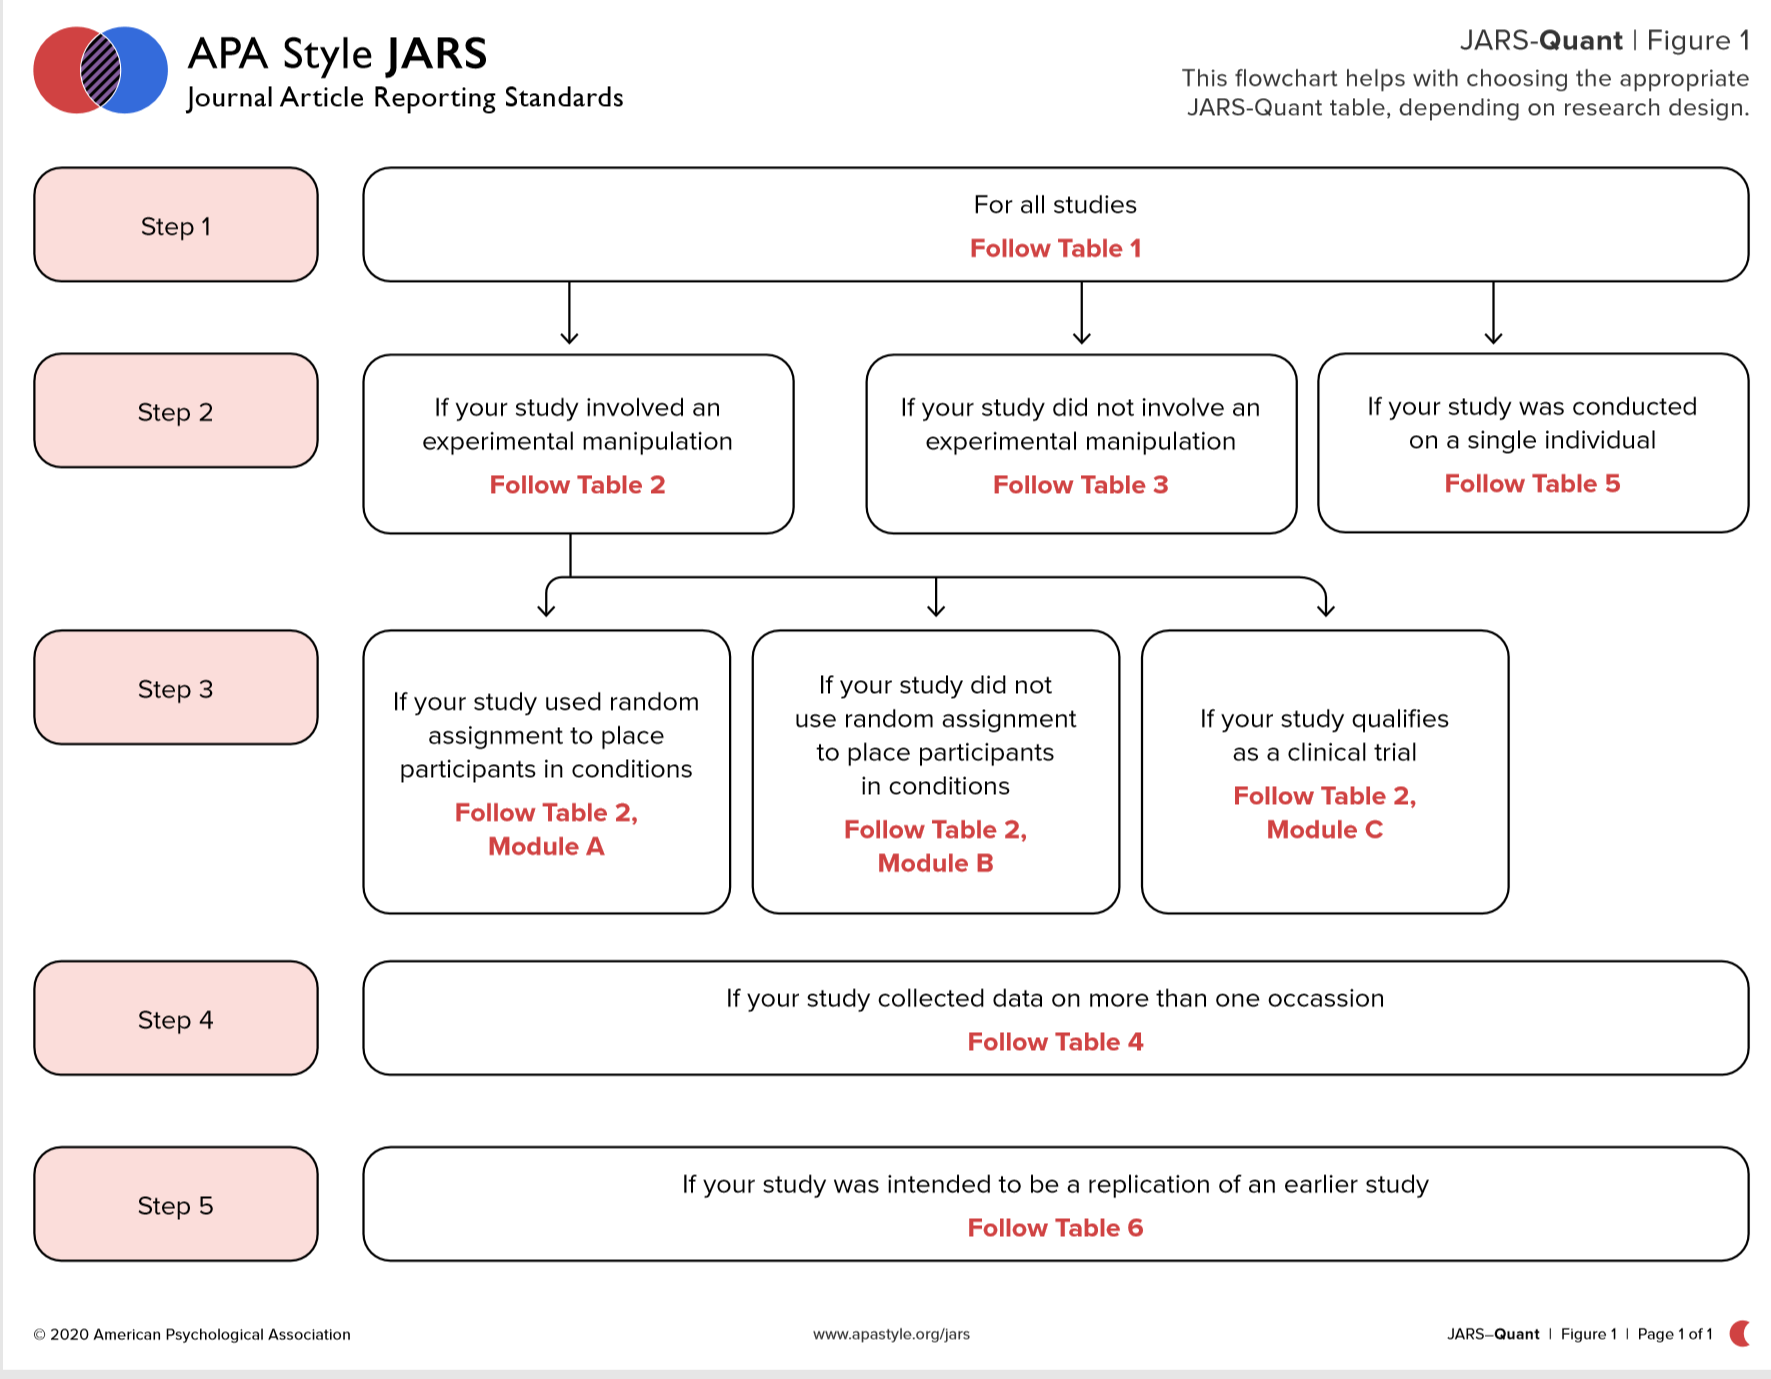 APA Style JARS
Journal Article Reporting Standards
JARS-Quant | Figure 1
This flowchart helps with choosing the appropriate
JARS-Quant table, depending on research design.
Step 1
For all studies
Follow Table 1
Step 2
If your study involved an
experimental manipulation
Follow Table 2
If your study did not involve an
experimental manipulation
Follow Table 3
If your study was conducted
on a single individual
Follow Table 5
Step 3
If your study used random
assignment to place
participants in conditions
Follow Table 2,
Module A
If your study did not
use random assignment
to place participants
in conditions
Follow Table 2,
Module B
If your study qualifies
as a clinical trial
Follow Table 2,
Module C
Step 4
If your study collected data on more than one occassion
Follow Table 4
Step 5
If your study was intended to be a replication of an earlier study
Follow Table 6
© 2020 American Psychological Association
www.apastyle.org/jars
JARS–Quant | Figure 1 | Page 1 of 1